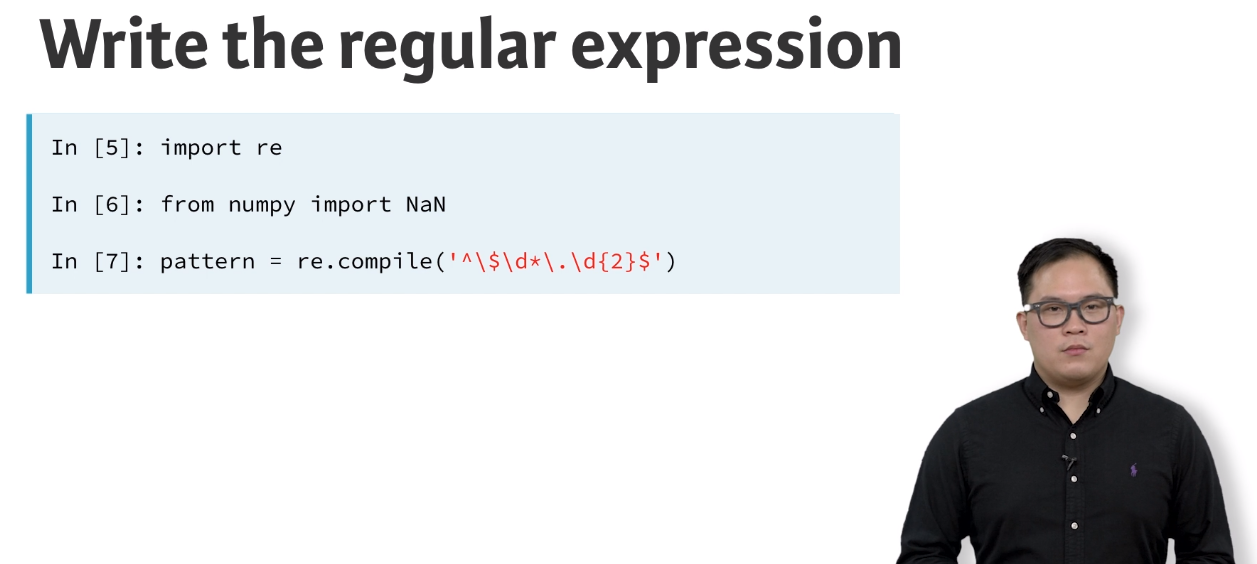 Write the regular expression
In [5]: import re
In [6]: from numpy import NaN
In [7]: pattern = re.compile('^\$\d*\.\d{2}$')